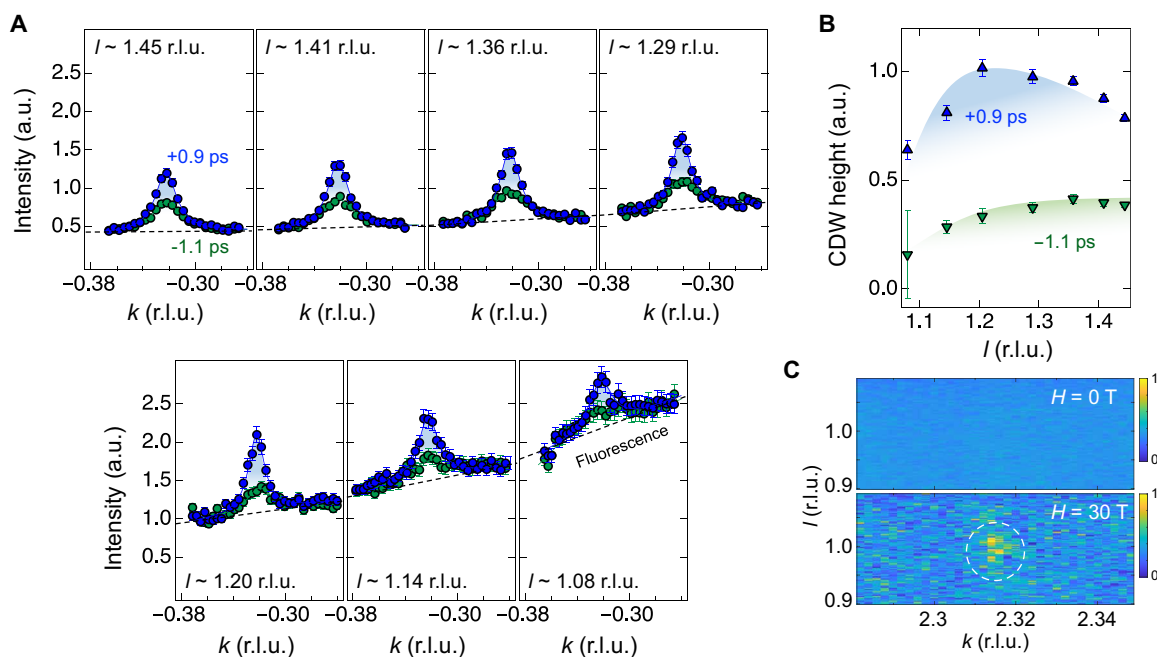 A
l ~ 1.45 r.l.u.
l ~ 1.41 r.l.u.
l ~ 1.36 r.l.u.
l ~ 1.29 r.l.u.
Intensity (a.u.)
2.5
2.0
1.5
1.0
0.5
+0.9 ps
-1.1 ps
−0.38 −0.30 −0.38 −0.30 −0.38 −0.30 −0.38 −0.30
k (r.l.u.) k (r.l.u.) k (r.l.u.) k (r.l.u.)
B
CDW height (a.u.)
1.0
0.5
0.0
+0.9 ps
−1.1 ps
1.1 1.2 1.3 1.4
l (r.l.u.)
Intensity (a.u.)
2.5
2.0
1.5
1.0
0.5
Fluorescence
l ~ 1.20 r.l.u.
l ~ 1.14 r.l.u.
l ~ 1.08 r.l.u.
−0.38 −0.30 −0.38 −0.30 −0.38 −0.30
k (r.l.u.) k (r.l.u.) k (r.l.u.)
C
H = 0 T
1
0
H = 30 T
1
0
l (r.l.u.)
1.0
0.9
1.0
0.9
2.3 2.32 2.34
k (r.l.u.)